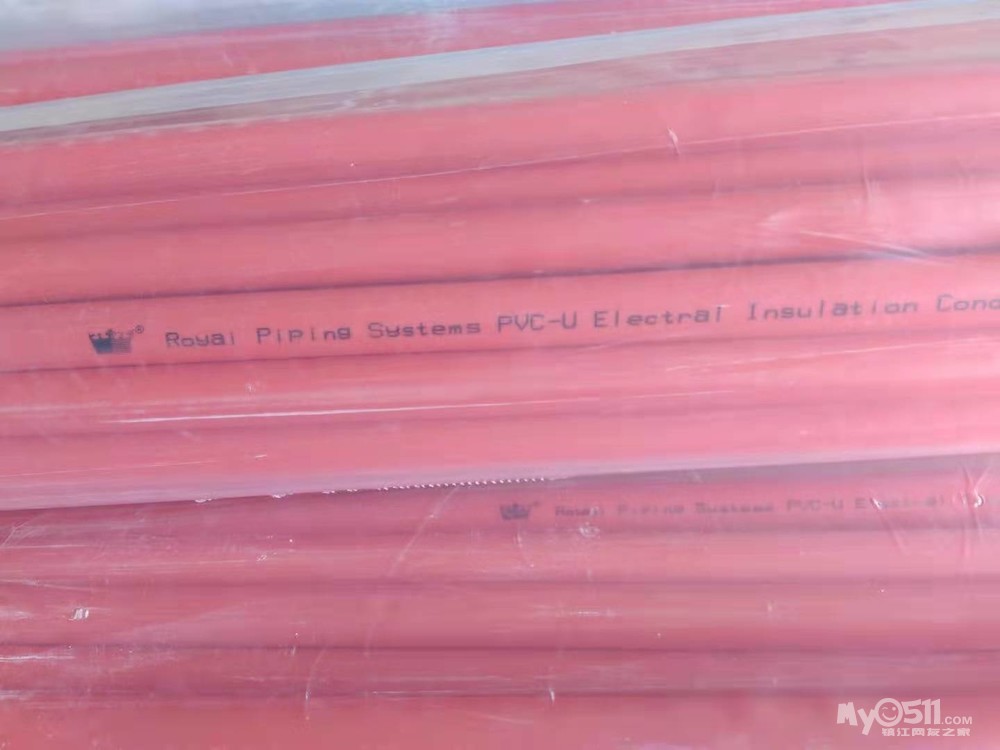 ® Royal Piping Systems PVC-U Electral Insulation Cond
Royal Piping Systems PVC-U Electral
My0511.COM
镇江网友之家